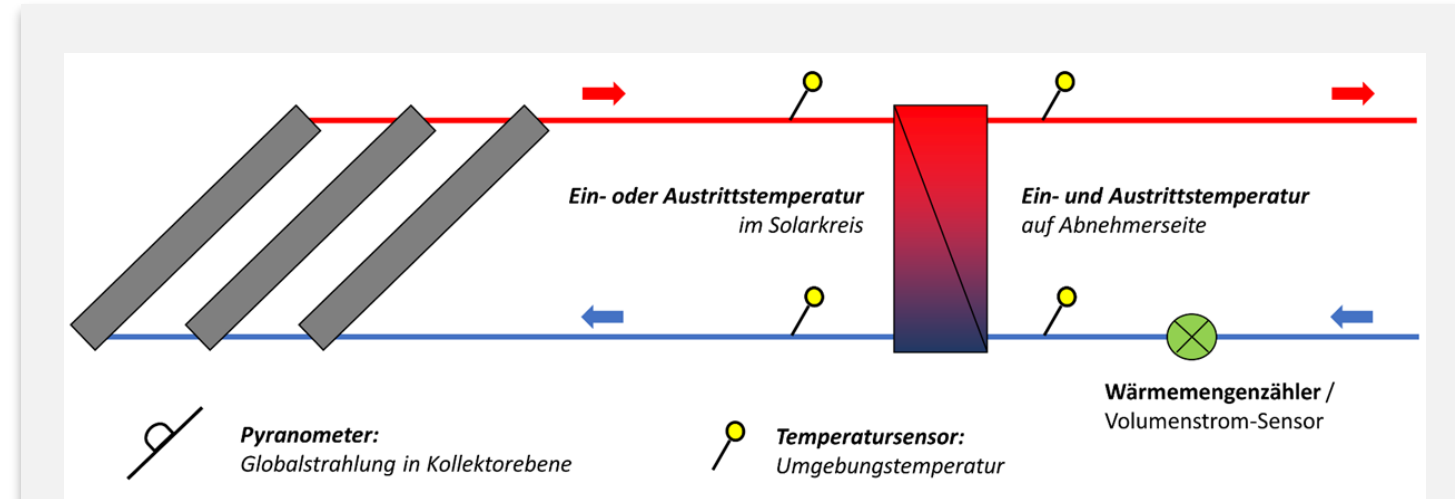 Ein- oder Austrittstemperatur
im Solarkreis
Ein- und Austrittstemperatur
auf Abnehmerseite
Wärmemengenzähler /
Volumenstrom-Sensor
Pyranometer:
Globalstrahlung in Kollektorebene
Temperatursensor:
Umgebungstemperatur